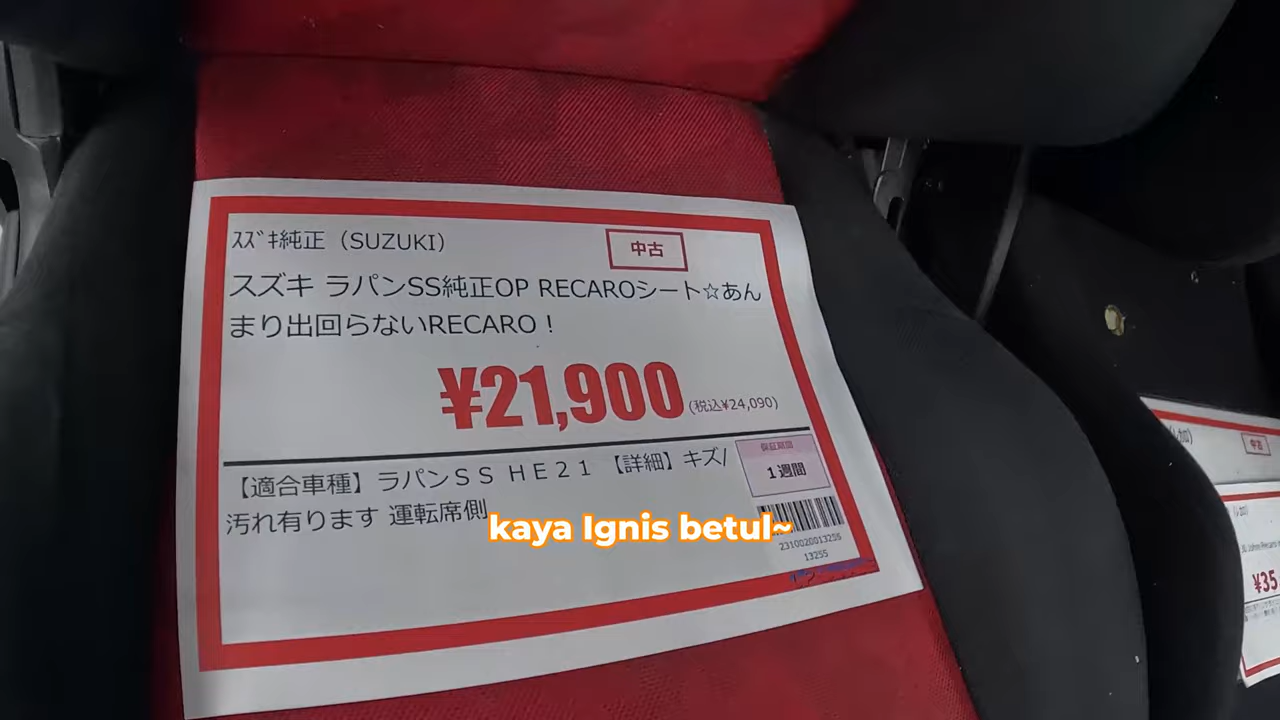 ｽｽﾞｷ純正（SUZUKI）
中古
スズキ ラパンSS純正OP RECAROシート☆あん
まり出回らないRECARO！
¥21,900
(税込¥24,090)
【適合車種】ラパンＳＳ ＨＥ２１ 【詳細】キズ/
汚れ有ります 運転席側
保証期間
１週間
2310020013255
13255
kaya Ignis betul~
中古
¥35